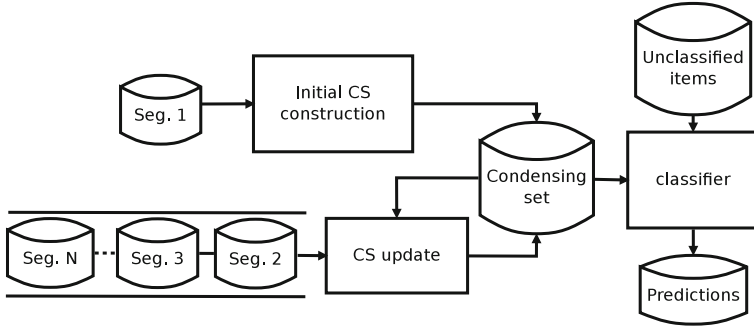 Unclassified
items
Initial CS
construction
Seg. 1
Condensing
set
classifier
Seg. N
Seg. 3
Seg. 2
CS update
Predictions